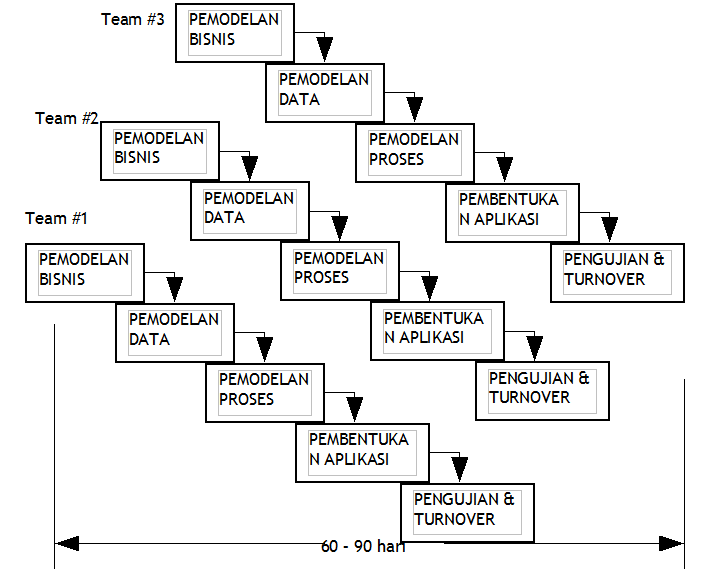 Team #3
PEMODELAN
BISNIS
PEMODELAN
DATA
PEMODELAN
PROSES
PEMBENTUKA
N APLIKASI
PENGUJIAN &
TURNOVER
Team #2
PEMODELAN
BISNIS
PEMODELAN
DATA
PEMODELAN
PROSES
PEMBENTUKA
N APLIKASI
PENGUJIAN &
TURNOVER
Team #1
PEMODELAN
BISNIS
PEMODELAN
DATA
PEMODELAN
PROSES
PEMBENTUKA
N APLIKASI
PENGUJIAN &
TURNOVER
60 - 90 hari